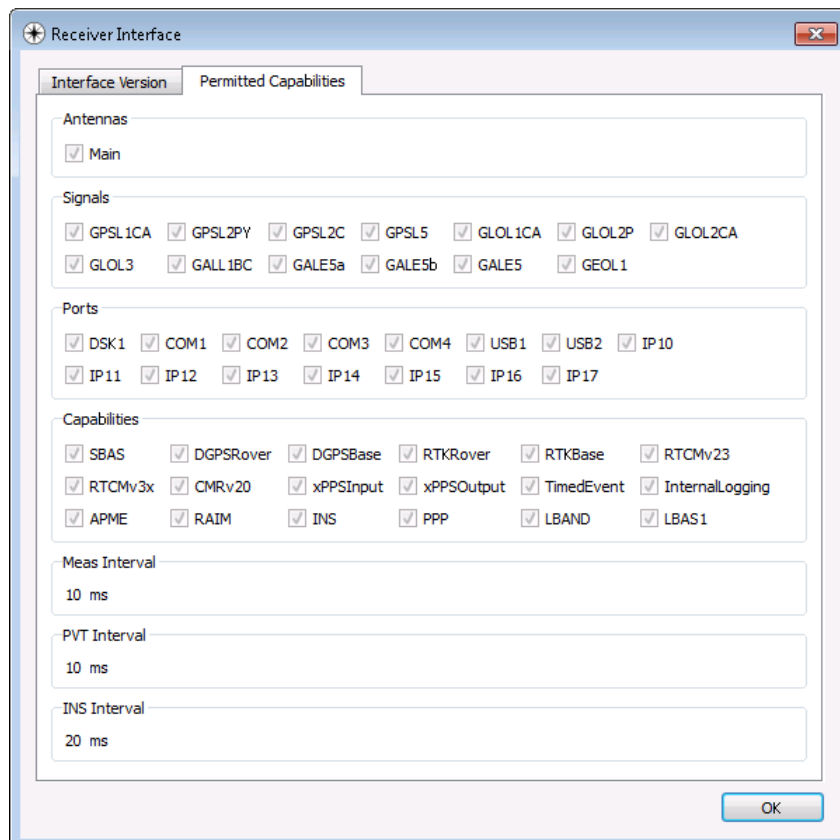 Receiver Interface
Interface Version Permitted Capabilities
Antennas
Main
Signals
GPSL1CA GPSL2PY GPSL2C GPSL5 GLOL1CA GLOL2P GLOL2CA
GLOL3 GALL1BC GALE5a GALE5b GALE5 GEOL1
Ports
DSK1 COM1 COM2 COM3 COM4 USB1 USB2 IP10
IP11 IP12 IP13 IP14 IP15 IP16 IP17
Capabilities
SBAS DGPSRover DGPSBase RTKRover RTKBase RTCMv23
RTCMv3x CMRv20 xPPSInput xPPSOutput TimedEvent InternalLogging
APME RAIM INS PPP LBAND LBAS1
Meas Interval
10 ms
PVT Interval
10 ms
INS Interval
20 ms
OK